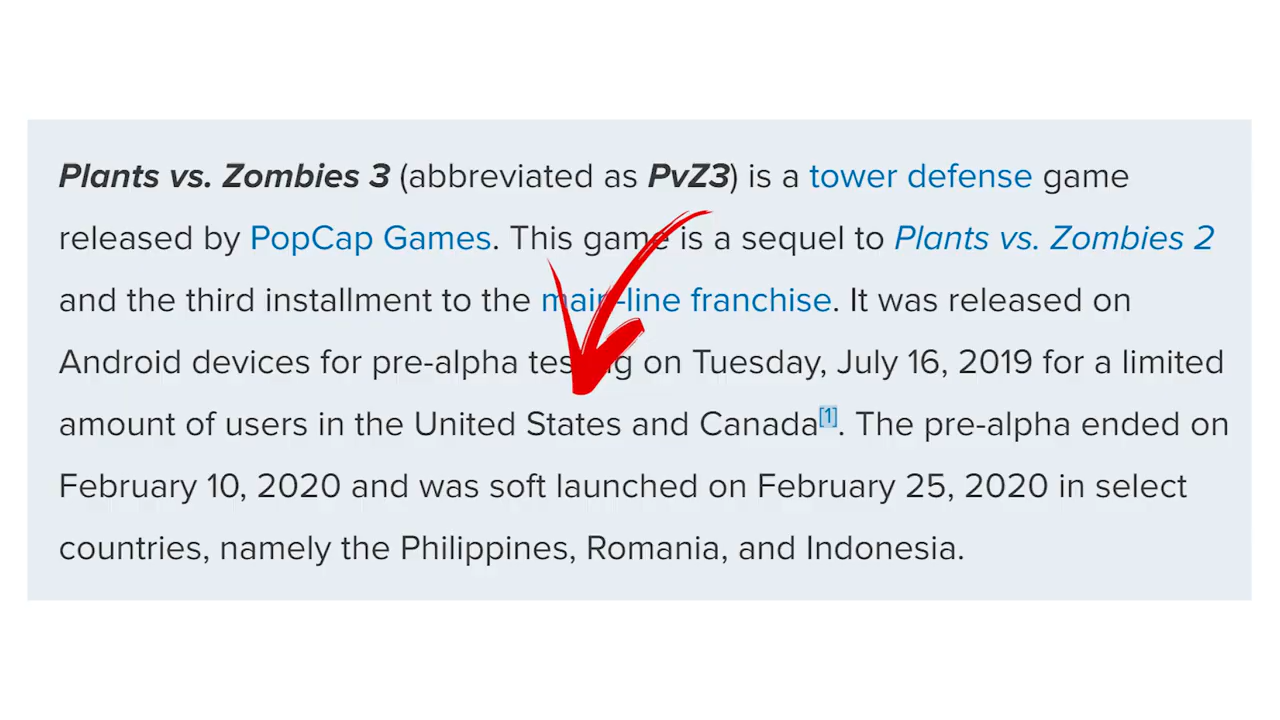 Plants vs. Zombies 3 (abbreviated as PvZ3) is a tower defense game
released by PopCap Games. This game is a sequel to Plants vs. Zombies 2
and the third installment to the main-line franchise. It was released on
Android devices for pre-alpha testing on Tuesday, July 16, 2019 for a limited
amount of users in the United States and Canada[1]. The pre-alpha ended on
February 10, 2020 and was soft launched on February 25, 2020 in select
countries, namely the Philippines, Romania, and Indonesia.